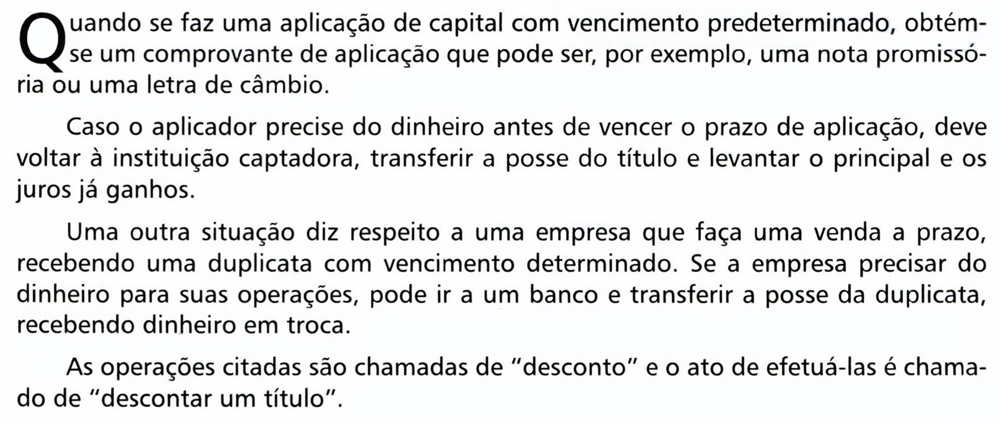 Quando se faz uma aplicação de capital com vencimento predeterminado, obtém-
se um comprovante de aplicação que pode ser, por exemplo, uma nota promissó-
ria ou uma letra de câmbio.
Caso o aplicador precise do dinheiro antes de vencer o prazo de aplicação, deve
voltar à instituição captadora, transferir a posse do título e levantar o principal e os
juros já ganhos.
Uma outra situação diz respeito a uma empresa que faça uma venda a prazo,
recebendo uma duplicata com vencimento determinado. Se a empresa precisar do
dinheiro para suas operações, pode ir a um banco e transferir a posse da duplicata,
recebendo dinheiro em troca.
As operações citadas são chamadas de "desconto" e o ato de efetuá-las é chama-
do de "descontar um título".